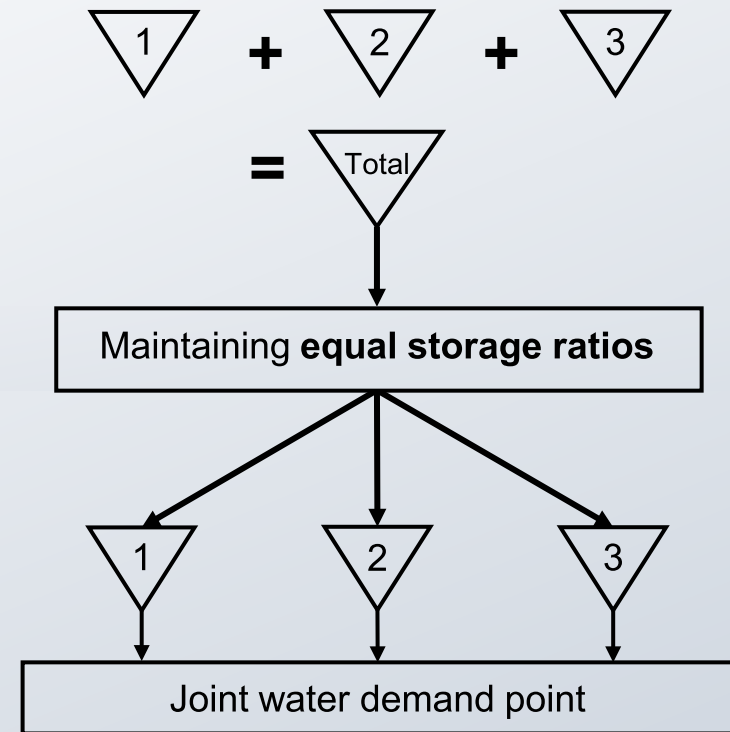 1 + 2 + 3
= Total
Maintaining equal storage ratios
1 2 3
Joint water demand point